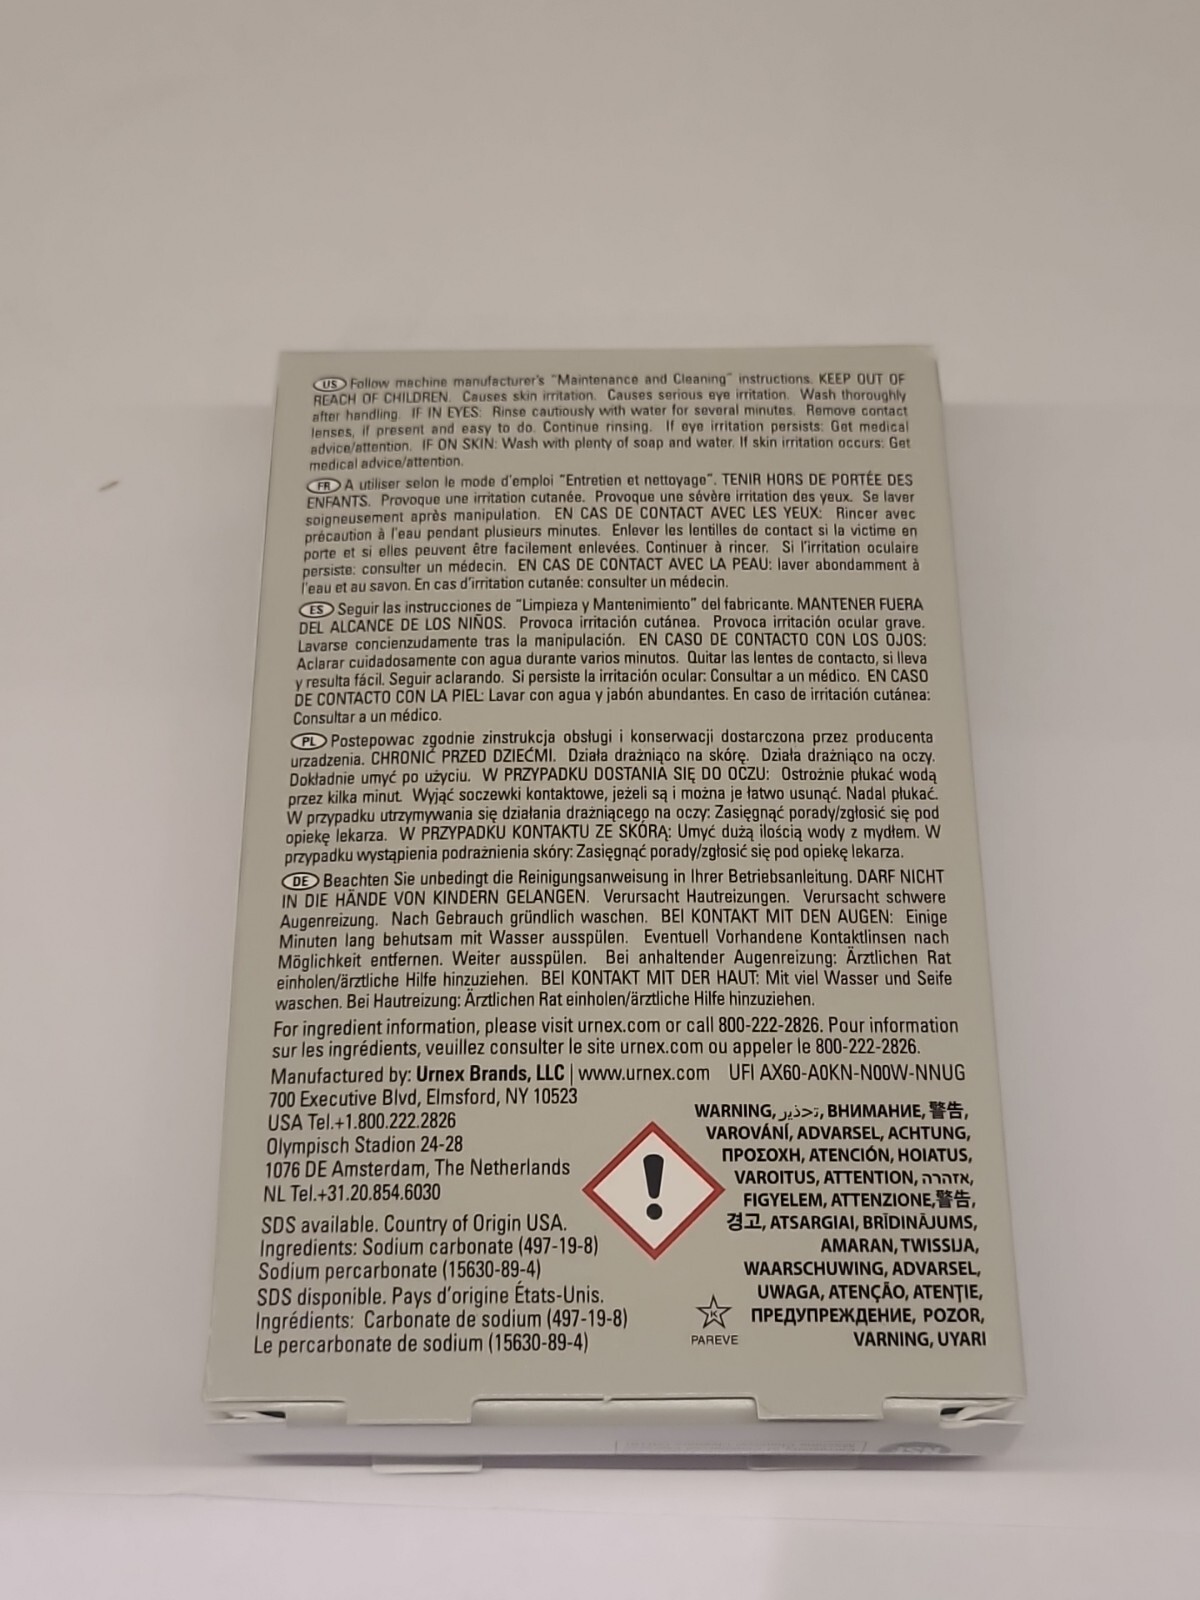 US Follow machine manufacturer's "Maintenance and Cleaning" instructions. KEEP OUT OF
REACH OF CHILDREN. Causes skin irritation. Causes serious eye irritation. Wash thoroughly
after handling. IF IN EYES: Rinse cautiously with water for several minutes. Remove contact
lenses, if present and easy to do. Continue rinsing. If eye irritation persists: Get medical
advice/attention. IF ON SKIN: Wash with plenty of soap and water. If skin irritation occurs: Get
medical advice/attention.
FR A utiliser selon le mode d'emploi "Entretien et nettoyage". TENIR HORS DE PORTÉE DES
ENFANTS. Provoque une irritation cutanée. Provoque une sévère irritation des yeux. Se laver
soigneusement après manipulation. EN CAS DE CONTACT AVEC LES YEUX: Rincer avec
précaution à l'eau pendant plusieurs minutes. Enlever les lentilles de contact si la victime en
porte et si elles peuvent être facilement enlevées. Continuer à rincer. Si l'irritation oculaire
persiste: consulter un médecin. EN CAS DE CONTACT AVEC LA PEAU: laver abondamment à
l'eau et au savon. En cas d'irritation cutanée: consulter un médecin.
ES Seguir las instrucciones de "Limpieza y Mantenimiento" del fabricante. MANTENER FUERA
DEL ALCANCE DE LOS NIÑOS. Provoca irritación cutánea. Provoca irritación ocular grave.
Lavarse concienzudamente tras la manipulación. EN CASO DE CONTACTO CON LOS OJOS:
Aclarar cuidadosamente con agua durante varios minutos. Quitar las lentes de contacto, si lleva
y resulta fácil. Seguir aclarando. Si persiste la irritación ocular: Consultar a un médico. EN CASO
DE CONTACTO CON LA PIEL: Lavar con agua y jabón abundantes. En caso de irritación cutánea:
Consultar a un médico.
PL Postepowac zgodnie zinstrukcja obsługi i konserwacji dostarczona przez producenta
urzadzenia. CHRONIĆ PRZED DZIEĆMI. Działa drażniąco na skórę. Działa drażniąco na oczy.
Dokładnie umyć po użyciu. W PRZYPADKU DOSTANIA SIĘ DO OCZU: Ostrożnie płukać wodą
przez kilka minut. Wyjąć soczewki kontaktowe, jeżeli są i można je łatwo usunąć. Nadal płukać.
W przypadku utrzymywania się działania drażniącego na oczy: Zasięgnąć porady/zgłosić się pod
opiekę lekarza. W PRZYPADKU KONTAKTU ZE SKÓRĄ: Umyć dużą ilością wody z mydłem. W
przypadku wystąpienia podrażnienia skóry: Zasięgnąć porady/zgłosić się pod opiekę lekarza.
DE Beachten Sie unbedingt die Reinigungsanweisung in Ihrer Betriebsanleitung. DARF NICHT
IN DIE HÄNDE VON KINDERN GELANGEN. Verursacht Hautreizungen. Verursacht schwere
Augenreizung. Nach Gebrauch gründlich waschen. BEI KONTAKT MIT DEN AUGEN: Einige
Minuten lang behutsam mit Wasser ausspülen. Eventuell Vorhandene Kontaktlinsen nach
Möglichkeit entfernen. Weiter ausspülen. Bei anhaltender Augenreizung: Ärztlichen Rat
einholen/ärztliche Hilfe hinzuziehen. BEI KONTAKT MIT DER HAUT: Mit viel Wasser und Seife
waschen. Bei Hautreizung: Ärztlichen Rat einholen/ärztliche Hilfe hinzuziehen.
For ingredient information, please visit urnex.com or call 800-222-2826. Pour information
sur les ingrédients, veuillez consulter le site urnex.com ou appeler le 800-222-2826.
Manufactured by: Urnex Brands, LLC | www.urnex.com UFI AX60-A0KN-N00W-NNUG
700 Executive Blvd, Elmsford, NY 10523
USA Tel.+1.800.222.2826
Olympisch Stadion 24-28
1076 DE Amsterdam, The Netherlands
NL Tel.+31.20.854.6030
SDS available. Country of Origin USA.
Ingredients: Sodium carbonate (497-19-8)
Sodium percarbonate (15630-89-4)
SDS disponible. Pays d'origine États-Unis.
Ingrédients: Carbonate de sodium (497-19-8)
Le percarbonate de sodium (15630-89-4)
WARNING, تحذير, ВНИМАНИЕ, 警告,
VAROVÁNÍ, ADVARSEL, ACHTUNG,
ΠΡΟΣΟΧΗ, ATENCIÓN, HOIATUS,
VAROITUS, ATTENTION, אזהרה,
FIGYELEM, ATTENZIONE, 警告,
경고, ATSARGIAI, BRĪDINĀJUMS,
AMARAN, TWISSIJA,
WAARSCHUWING, ADVARSEL,
UWAGA, ATENÇÃO, ATENŢIE,
ПРЕДУПРЕЖДЕНИЕ, POZOR,
VARNING, UYARI
K
PAREVE
NSF